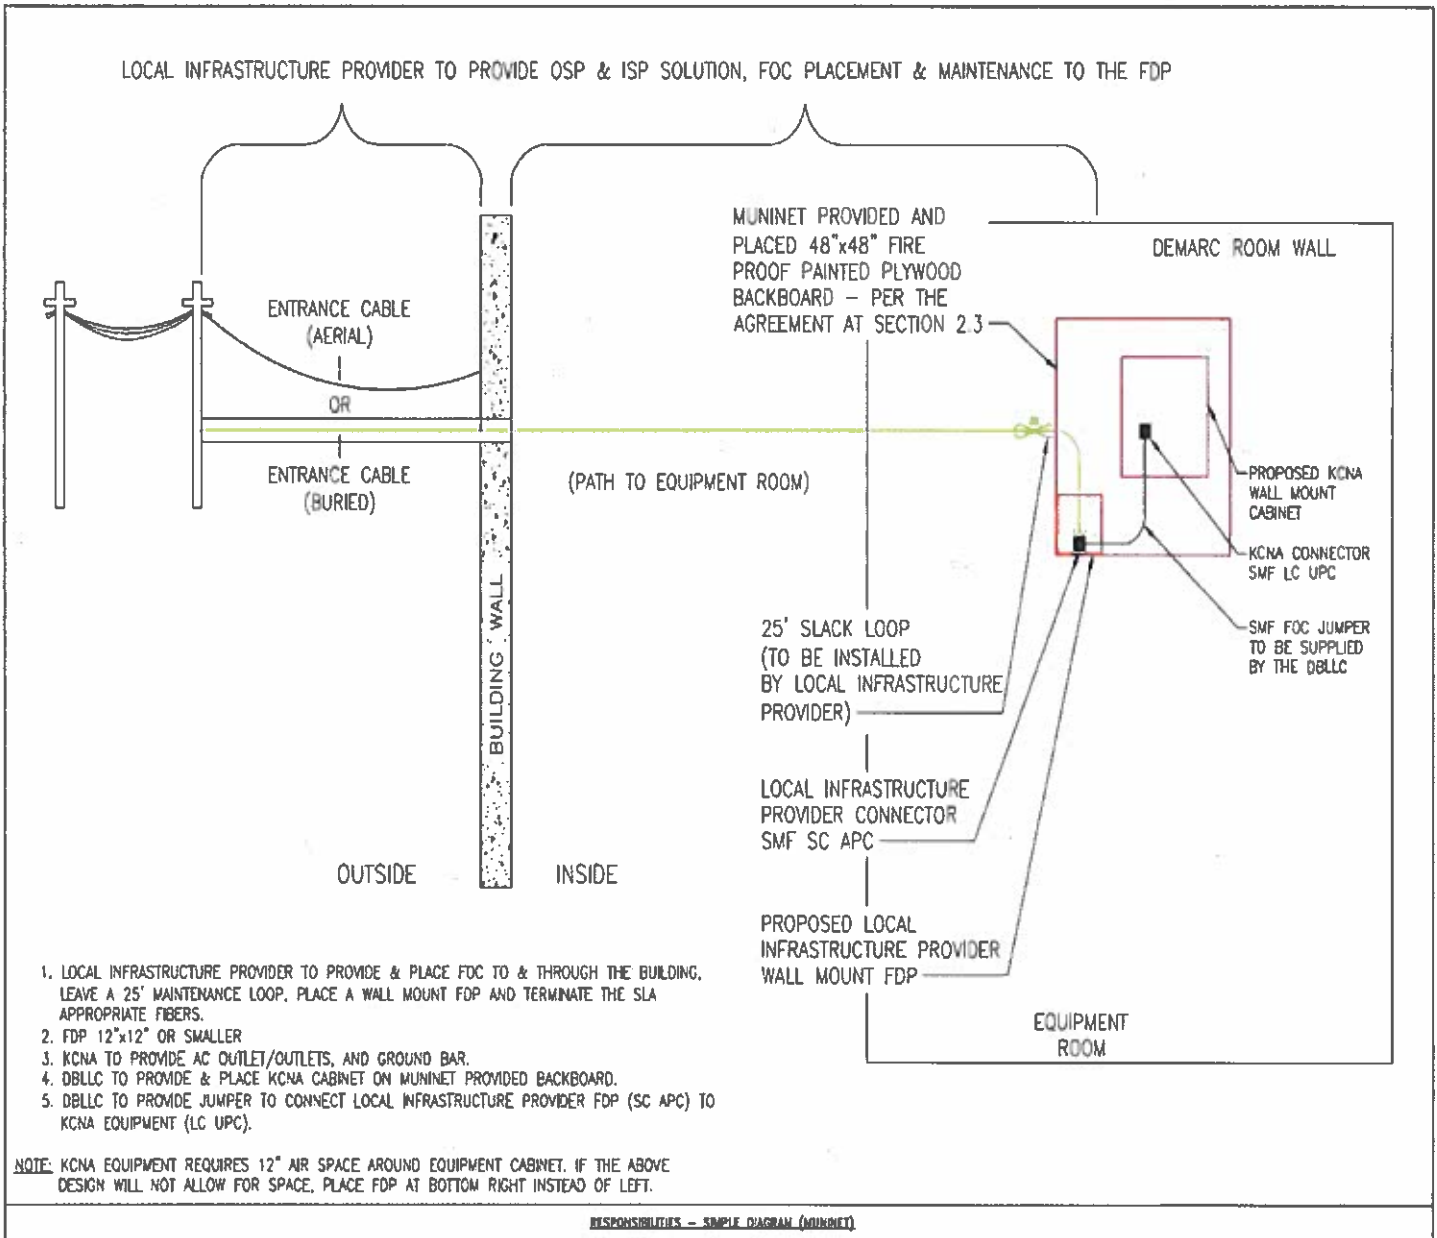 LOCAL INFRASTRUCTURE PROVIDER TO PROVIDE OSP & ISP SOLUTION, FOC PLACEMENT & MAINTENANCE TO THE FDP
MUNINET PROVIDED AND
PLACED 48"x48" FIRE
PROOF PAINTED PLYWOOD
BACKBOARD – PER THE
AGREEMENT AT SECTION 2.3
DEMARC ROOM WALL
ENTRANCE CABLE
(AERIAL)
OR
ENTRANCE CABLE
(BURIED)
(PATH TO EQUIPMENT ROOM)
BUILDING WALL
PROPOSED KCNA
WALL MOUNT
CABINET
KCNA CONNECTOR
SMF LC UPC
SMF FOC JUMPER
TO BE SUPPLIED
BY THE DBLLC
25' SLACK LOOP
(TO BE INSTALLED
BY LOCAL INFRASTRUCTURE
PROVIDER)
LOCAL INFRASTRUCTURE
PROVIDER CONNECTOR
SMF SC APC
OUTSIDE
INSIDE
PROPOSED LOCAL
INFRASTRUCTURE PROVIDER
WALL MOUNT FDP
EQUIPMENT
ROOM
1. LOCAL INFRASTRUCTURE PROVIDER TO PROVIDE & PLACE FOC TO & THROUGH THE BUILDING,
LEAVE A 25' MAINTENANCE LOOP, PLACE A WALL MOUNT FDP AND TERMINATE THE SLA
APPROPRIATE FIBERS.
2. FDP 12"x12" OR SMALLER
3. KCNA TO PROVIDE AC OUTLET/OUTLETS, AND GROUND BAR.
4. DBLLC TO PROVIDE & PLACE KCNA CABINET ON MUNINET PROVIDED BACKBOARD.
5. DBLLC TO PROVIDE JUMPER TO CONNECT LOCAL INFRASTRUCTURE PROVIDER FDP (SC APC) TO
KCNA EQUIPMENT (LC UPC).
NOTE: KCNA EQUIPMENT REQUIRES 12" AIR SPACE AROUND EQUIPMENT CABINET. IF THE ABOVE
DESIGN WILL NOT ALLOW FOR SPACE, PLACE FDP AT BOTTOM RIGHT INSTEAD OF LEFT.
RESPONSIBILITIES – SIMPLE DIAGRAM (MUNINET)